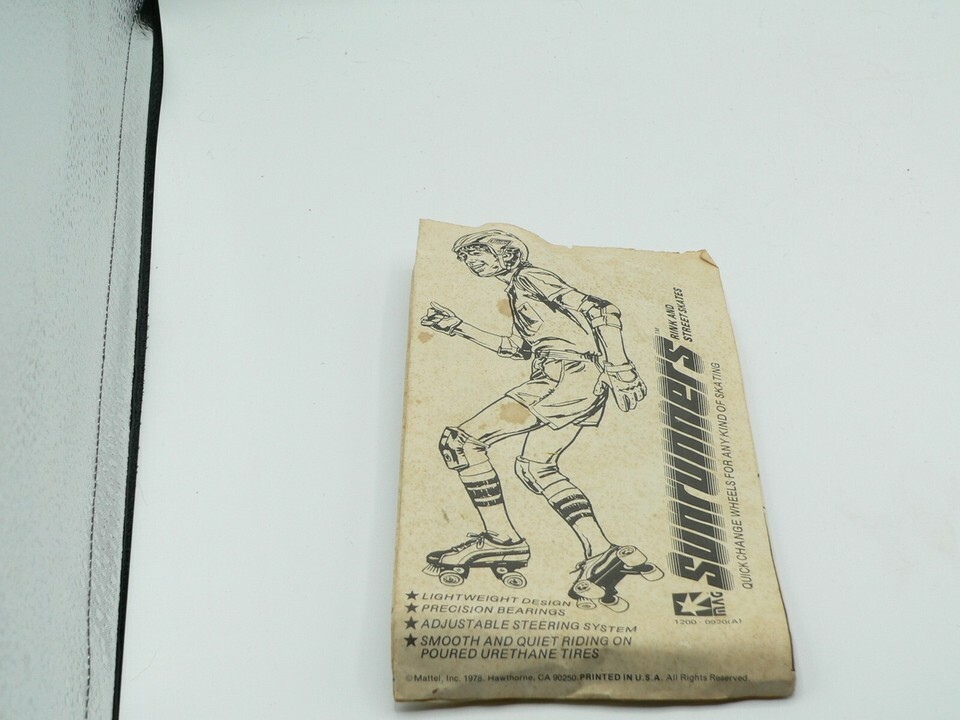 Sunrunners™
RINK AND
STREET SKATES
QUICK CHANGE WHEELS FOR ANY KIND OF SKATING
MAG
1200-0920(A)
★ LIGHTWEIGHT DESIGN
★ PRECISION BEARINGS
★ ADJUSTABLE STEERING SYSTEM
★ SMOOTH AND QUIET RIDING ON
POURED URETHANE TIRES
©Mattel, Inc. 1978. Hawthorne, CA 90250. PRINTED IN U.S.A. All Rights Reserved.